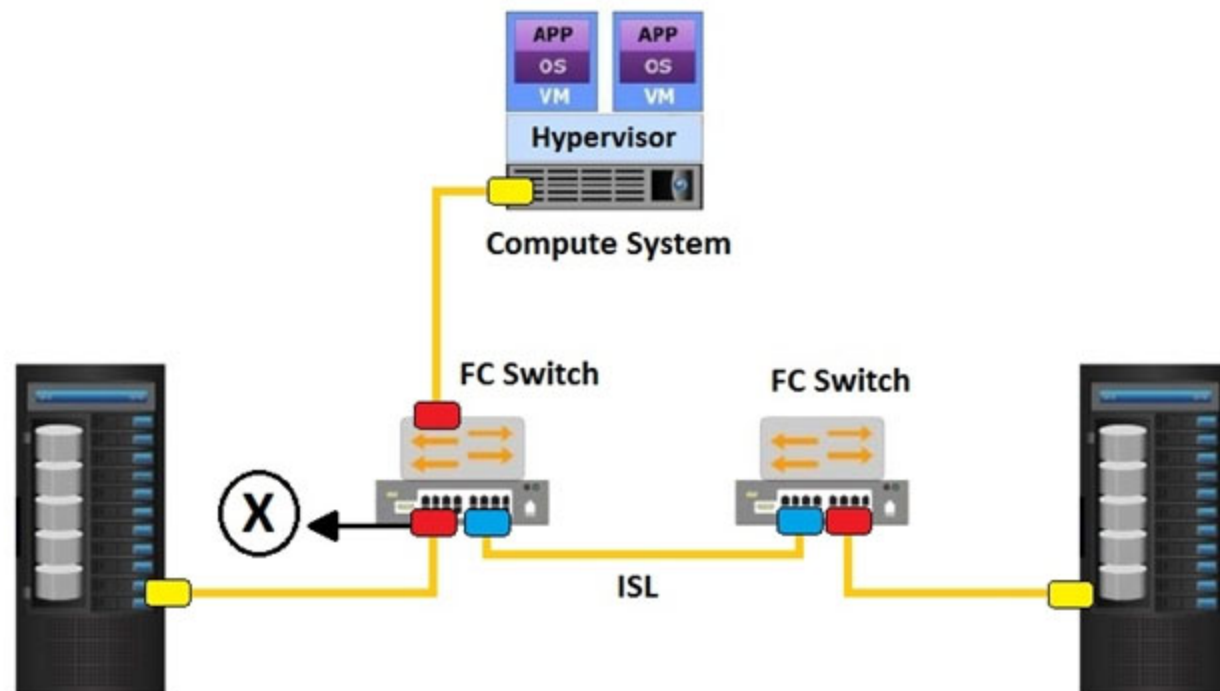 APP
APP
OS
OS
VM
VM
Hypervisor
Compute System
FC Switch
FC Switch
X
ISL